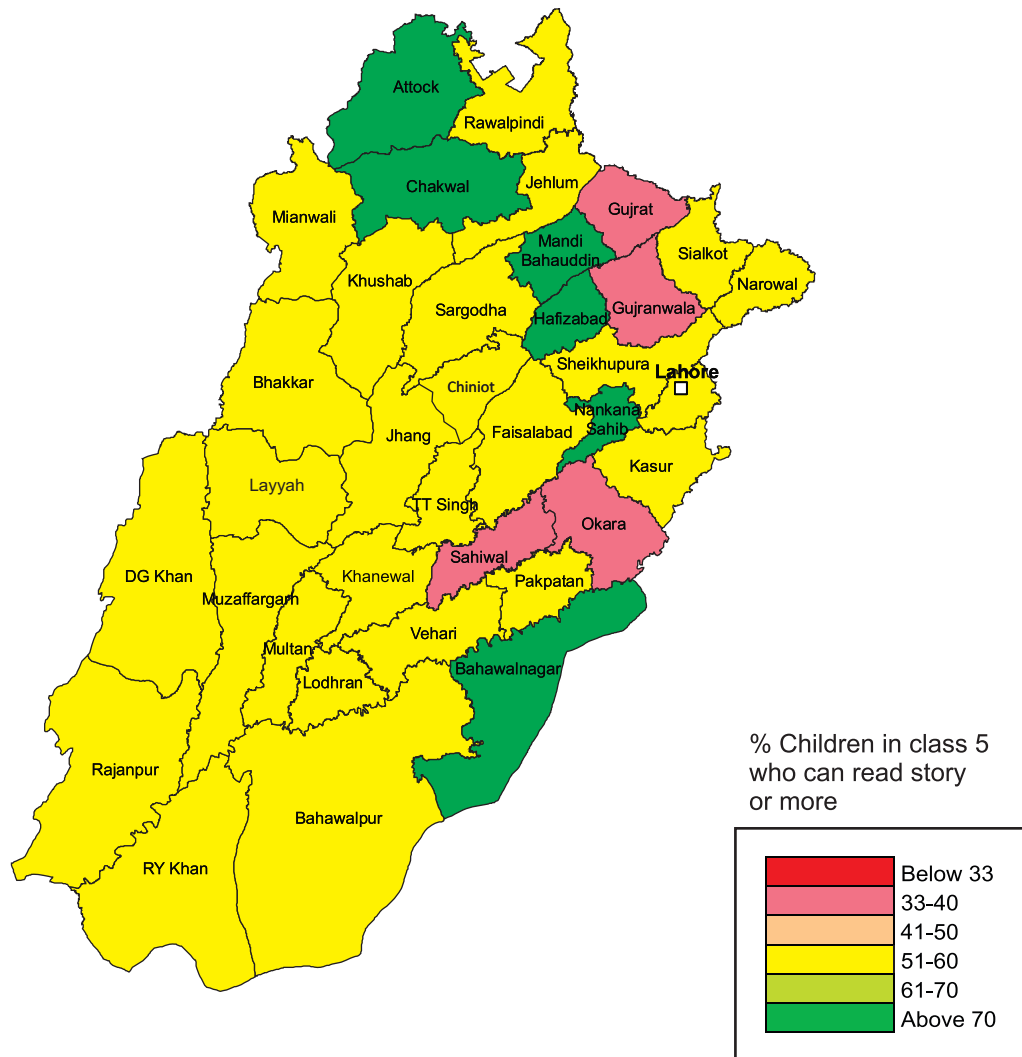 Attock
Rawalpindi
Chakwal
Jehlum
Mianwali
Gujrat
Mandi
Bahauddin
Sialkot
Khushab
Narowal
Sargodha
Hafizabad
Gujranwala
Sheikhupura
Lahore
Bhakkar
Chiniot
Nankana
Sahib
Jhang
Faisalabad
Kasur
Layyah
TT Singh
Okara
Sahiwal
DG Khan
Khanewal
Pakpatan
Muzaffargarh
Vehari
Multan
Bahawalnagar
Lodhran
Rajanpur
Bahawalpur
RY Khan
% Children in class 5
who can read story
or more
Below 33
33-40
41-50
51-60
61-70
Above 70